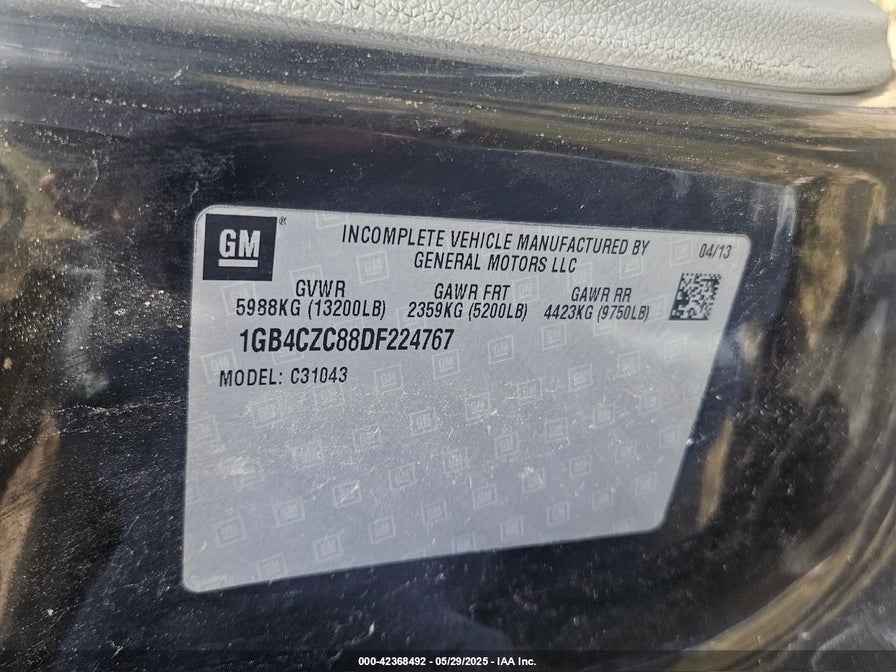 GM ®
INCOMPLETE VEHICLE MANUFACTURED BY
GENERAL MOTORS LLC
04/13
GVWR
5988KG (13200LB)
GAWR FRT
2359KG (5200LB)
GAWR RR
4423KG (9750LB)
1GB4CZC88DF224767
MODEL: C31043
000-42368492 - 05/29/2025 - IAA Inc.